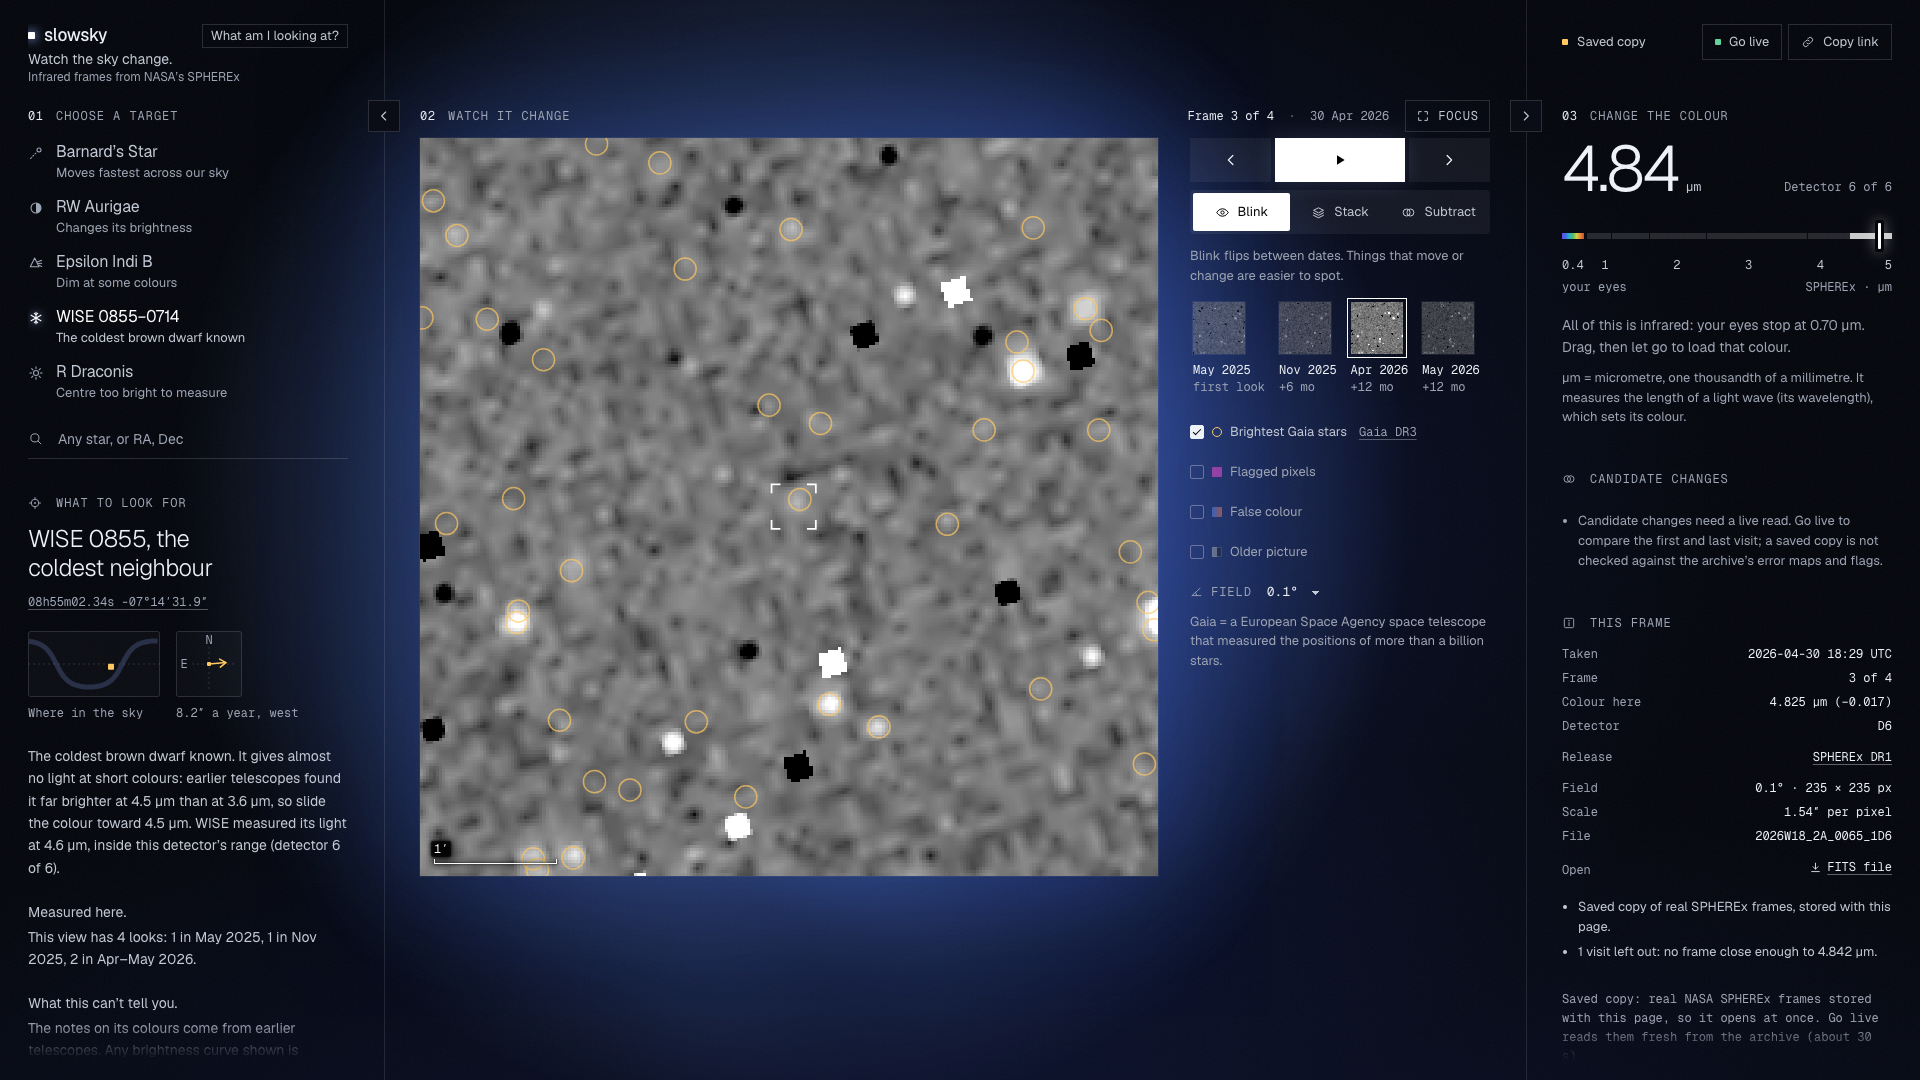 slowsky
What am I looking at?
Watch the sky change.
Infrared frames from NASA's SPHEREx
01 CHOOSE A TARGET
Barnard's Star
Moves fastest across our sky
RW Aurigae
Changes its brightness
Epsilon Indi B
Dim at some colours
WISE 0855-0714
The coldest brown dwarf known
R Draconis
Centre too bright to measure
Any star, or RA, Dec
WHAT TO LOOK FOR
WISE 0855, the
coldest neighbour
08h55m02.34s -07°14′31.9″
N
E
Where in the sky
8.2″ a year, west
The coldest brown dwarf known. It gives almost
no light at short colours: earlier telescopes found
it far brighter at 4.5 µm than at 3.6 µm, so slide
the colour toward 4.5 µm. WISE measured its light
at 4.6 µm, inside this detector's range (detector 6
of 6).
Measured here.
This view has 4 looks: 1 in May 2025, 1 in Nov
2025, 2 in Apr–May 2026.
What this can't tell you.
The notes on its colours come from earlier
telescopes. Any brightness curve shown is
02 WATCH IT CHANGE
Frame 3 of 4 · 30 Apr 2026
FOCUS
1′
Blink
Stack
Subtract
Blink flips between dates. Things that move or
change are easier to spot.
May 2025
first look
Nov 2025
+6 mo
Apr 2026
+12 mo
May 2026
+12 mo
Brightest Gaia stars Gaia DR3
Flagged pixels
False colour
Older picture
FIELD 0.1°
Gaia = a European Space Agency space telescope
that measured the positions of more than a billion
stars.
Saved copy
Go live
Copy link
03 CHANGE THE COLOUR
4.84 µm
Detector 6 of 6
0.4 1 2 3 4 5
your eyes
SPHEREx · µm
All of this is infrared: your eyes stop at 0.70 µm.
Drag, then let go to load that colour.
µm = micrometre, one thousandth of a millimetre. It
measures the length of a light wave (its wavelength),
which sets its colour.
CANDIDATE CHANGES
• Candidate changes need a live read. Go live to
compare the first and last visit; a saved copy is not
checked against the archive's error maps and flags.
THIS FRAME
Taken 2026-04-30 18:29 UTC
Frame 3 of 4
Colour here 4.825 µm (−0.017)
Detector D6
Release SPHEREx DR1
Field 0.1° · 235 × 235 px
Scale 1.54″ per pixel
File 2026W18_2A_0065_1D6
Open FITS file
• Saved copy of real SPHEREx frames, stored with this
page.
• 1 visit left out: no frame close enough to 4.842 µm.
Saved copy: real NASA SPHEREx frames stored
with this page, so it opens at once. Go live
reads them fresh from the archive (about 30
s)